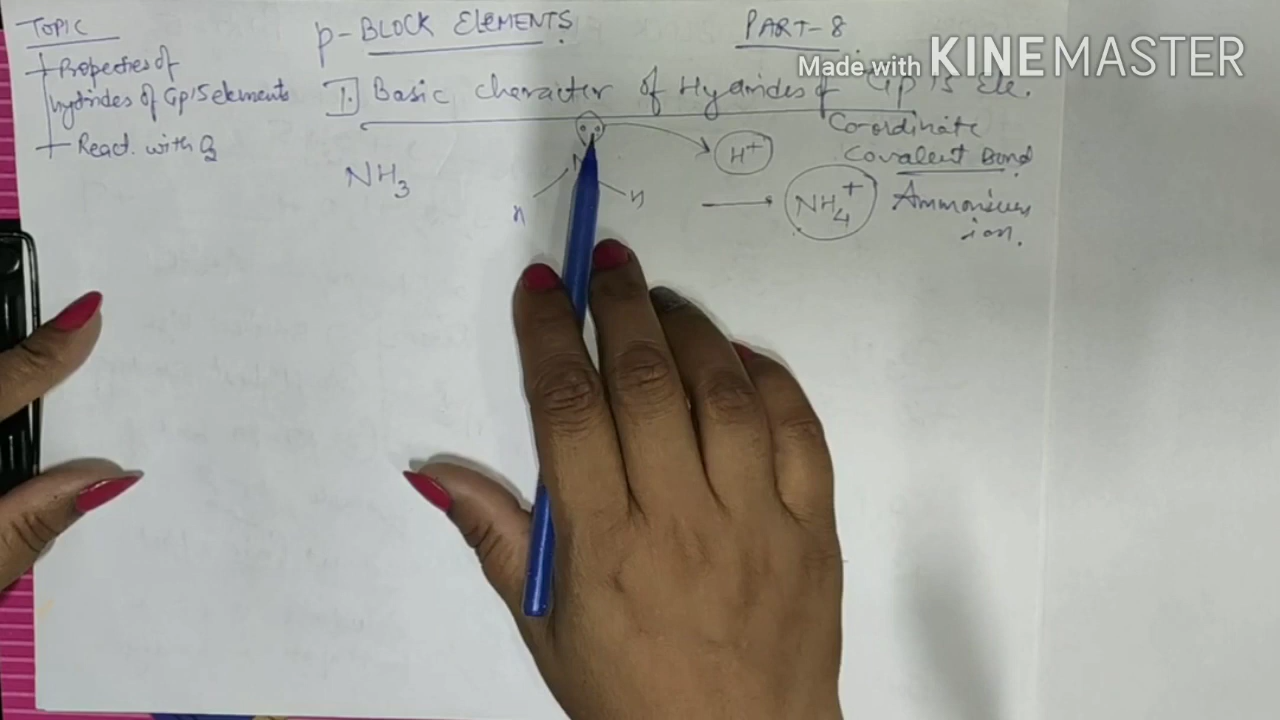 TOPIC
Properties of
hydrides of Gp15 elements
React. with O2
p-BLOCK ELEMENTS.
PART-8.
Made with KINEMASTER
I. Basic character of Hydrides of Gp 15 Ele.
Coordinate
Covalent Bond
NH3
N
H
H
H+
→ NH4+ Ammonium
ion.